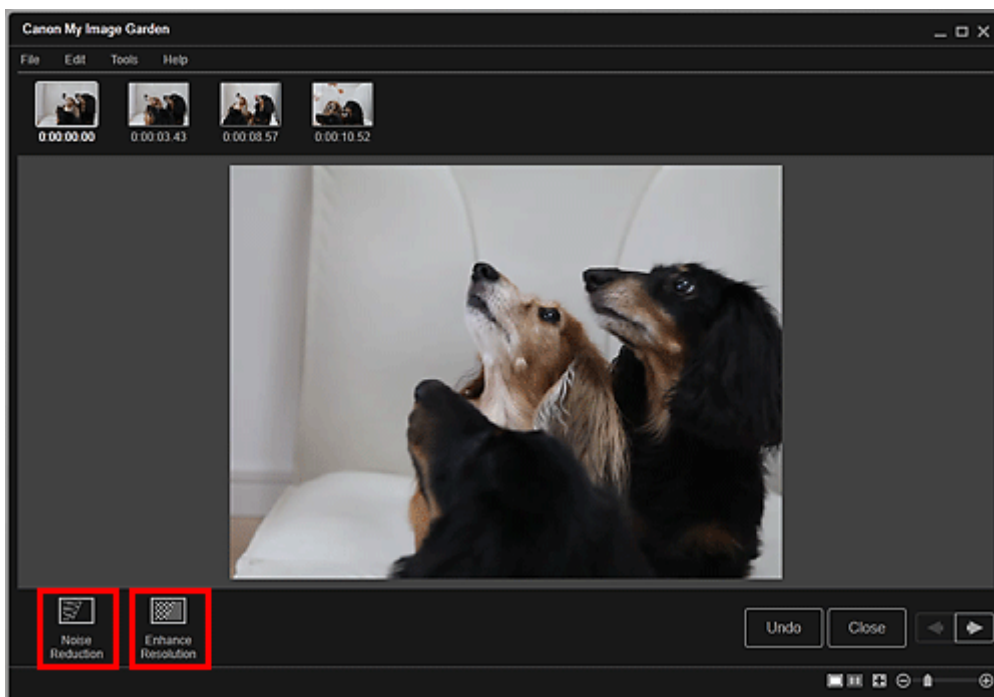 Canon My Image Garden
File Edit Tools Help
0:00:00.00 0:00:03.43 0:00:08.57 0:00:10.52
Noise Reduction
Enhance Resolution
Undo Close